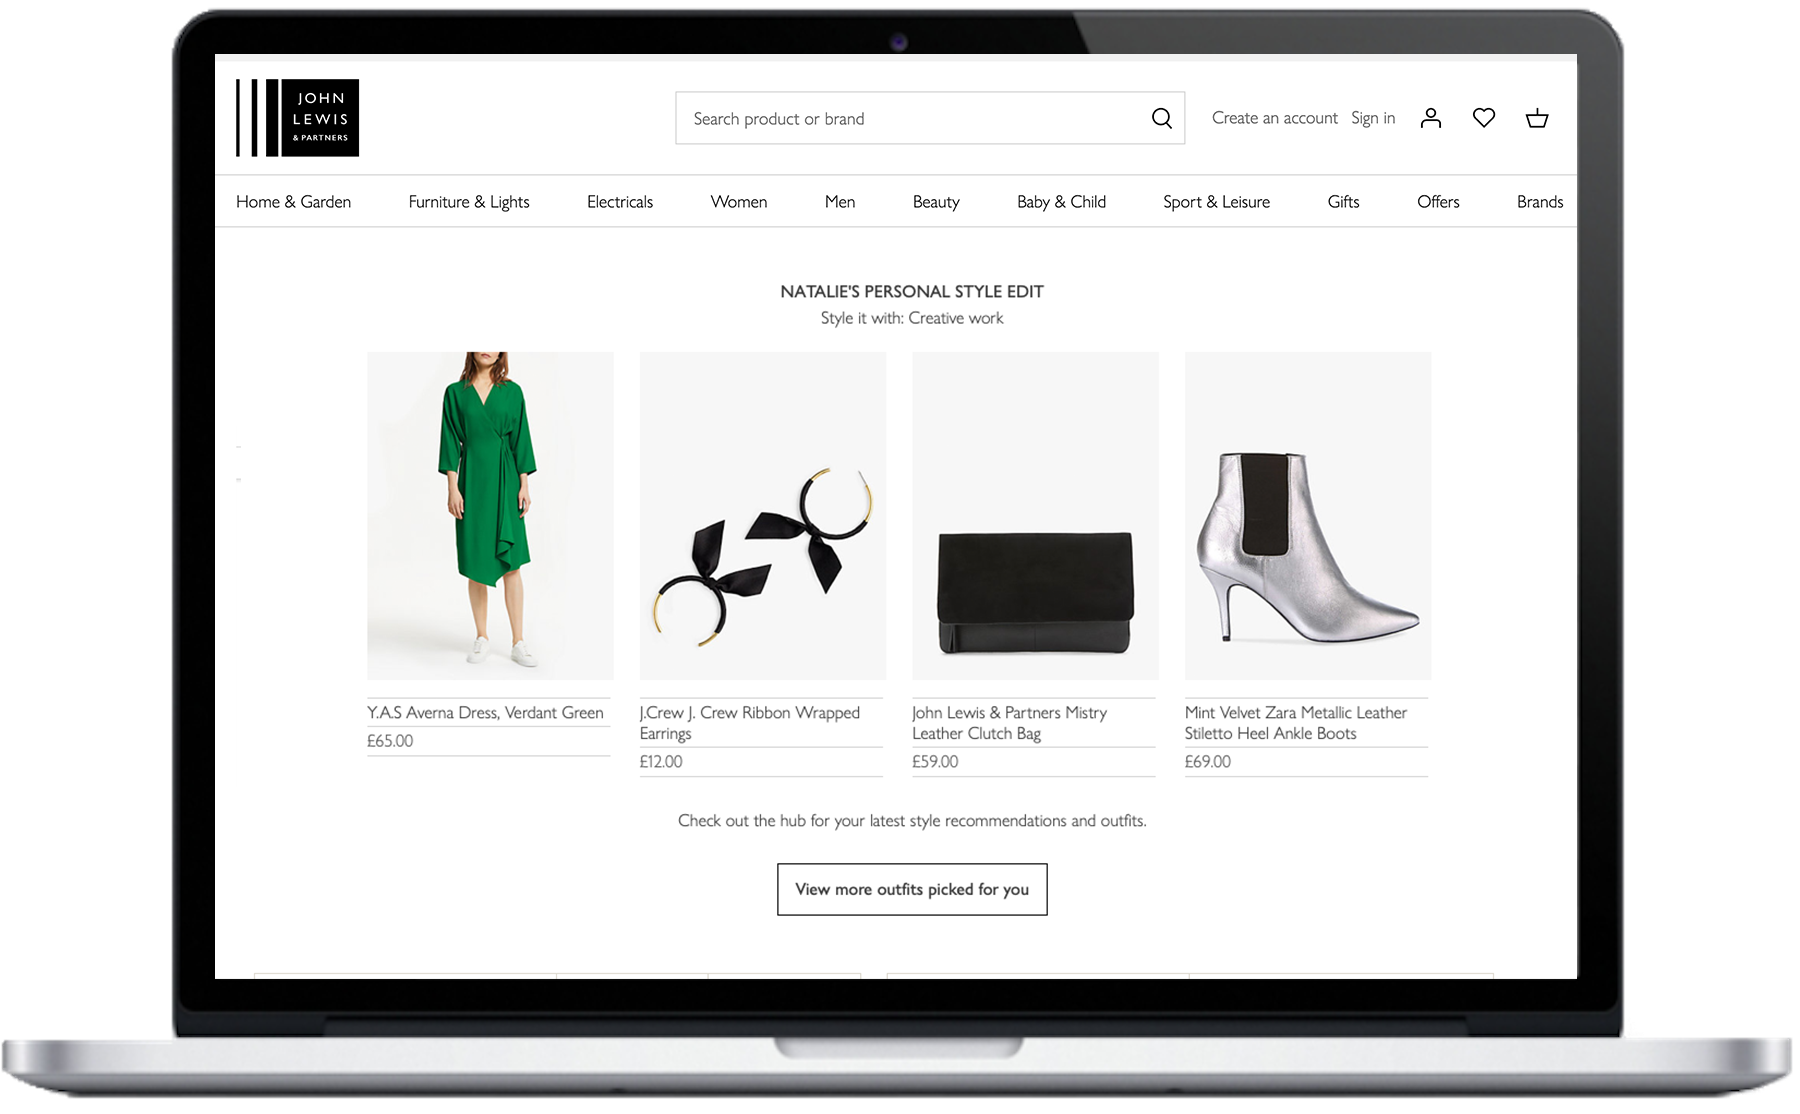 JOHN
LEWIS
& PARTNERS
Search product or brand
Create an account
Sign in
Home & Garden
Furniture & Lights
Electricals
Women
Men
Beauty
Baby & Child
Sport & Leisure
Gifts
Offers
Brands
NATALIE'S PERSONAL STYLE EDIT
Style it with: Creative work
Y.A.S Averna Dress, Verdant Green
£65.00
J.Crew J. Crew Ribbon Wrapped
Earrings
£12.00
John Lewis & Partners Mistry
Leather Clutch Bag
£59.00
Mint Velvet Zara Metallic Leather
Stiletto Heel Ankle Boots
£69.00
Check out the hub for your latest style recommendations and outfits.
View more outfits picked for you